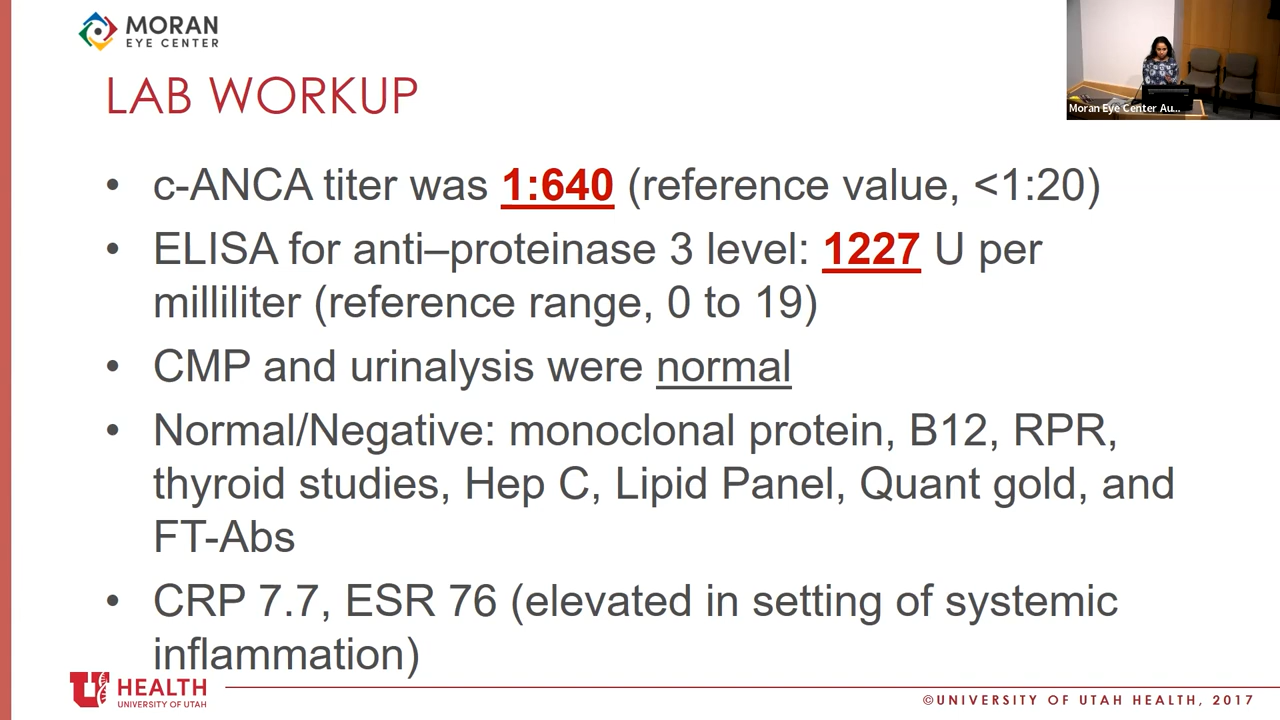 MORAN
EYE CENTER
Moran Eye Center Au...
LAB WORKUP
• c-ANCA titer was 1:640 (reference value, <1:20)
• ELISA for anti–proteinase 3 level: 1227 U per
milliliter (reference range, 0 to 19)
• CMP and urinalysis were normal
• Normal/Negative: monoclonal protein, B12, RPR,
thyroid studies, Hep C, Lipid Panel, Quant gold, and
FT-Abs
• CRP 7.7, ESR 76 (elevated in setting of systemic
inflammation)
U HEALTH
UNIVERSITY OF UTAH
©UNIVERSITY OF UTAH HEALTH, 2017